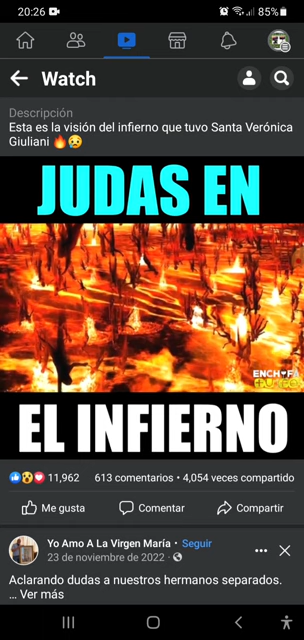 20:26
85%
Watch
Descripción
Esta es la visión del infierno que tuvo Santa Verónica
Giuliani 🔥😥
JUDAS EN
EL INFIERNO
11,962 613 comentarios • 4,054 veces compartido
Me gusta Comentar Compartir
Yo Amo A La Virgen María • Seguir
23 de noviembre de 2022 •
Aclarando dudas a nuestros hermanos separados.
... Ver más